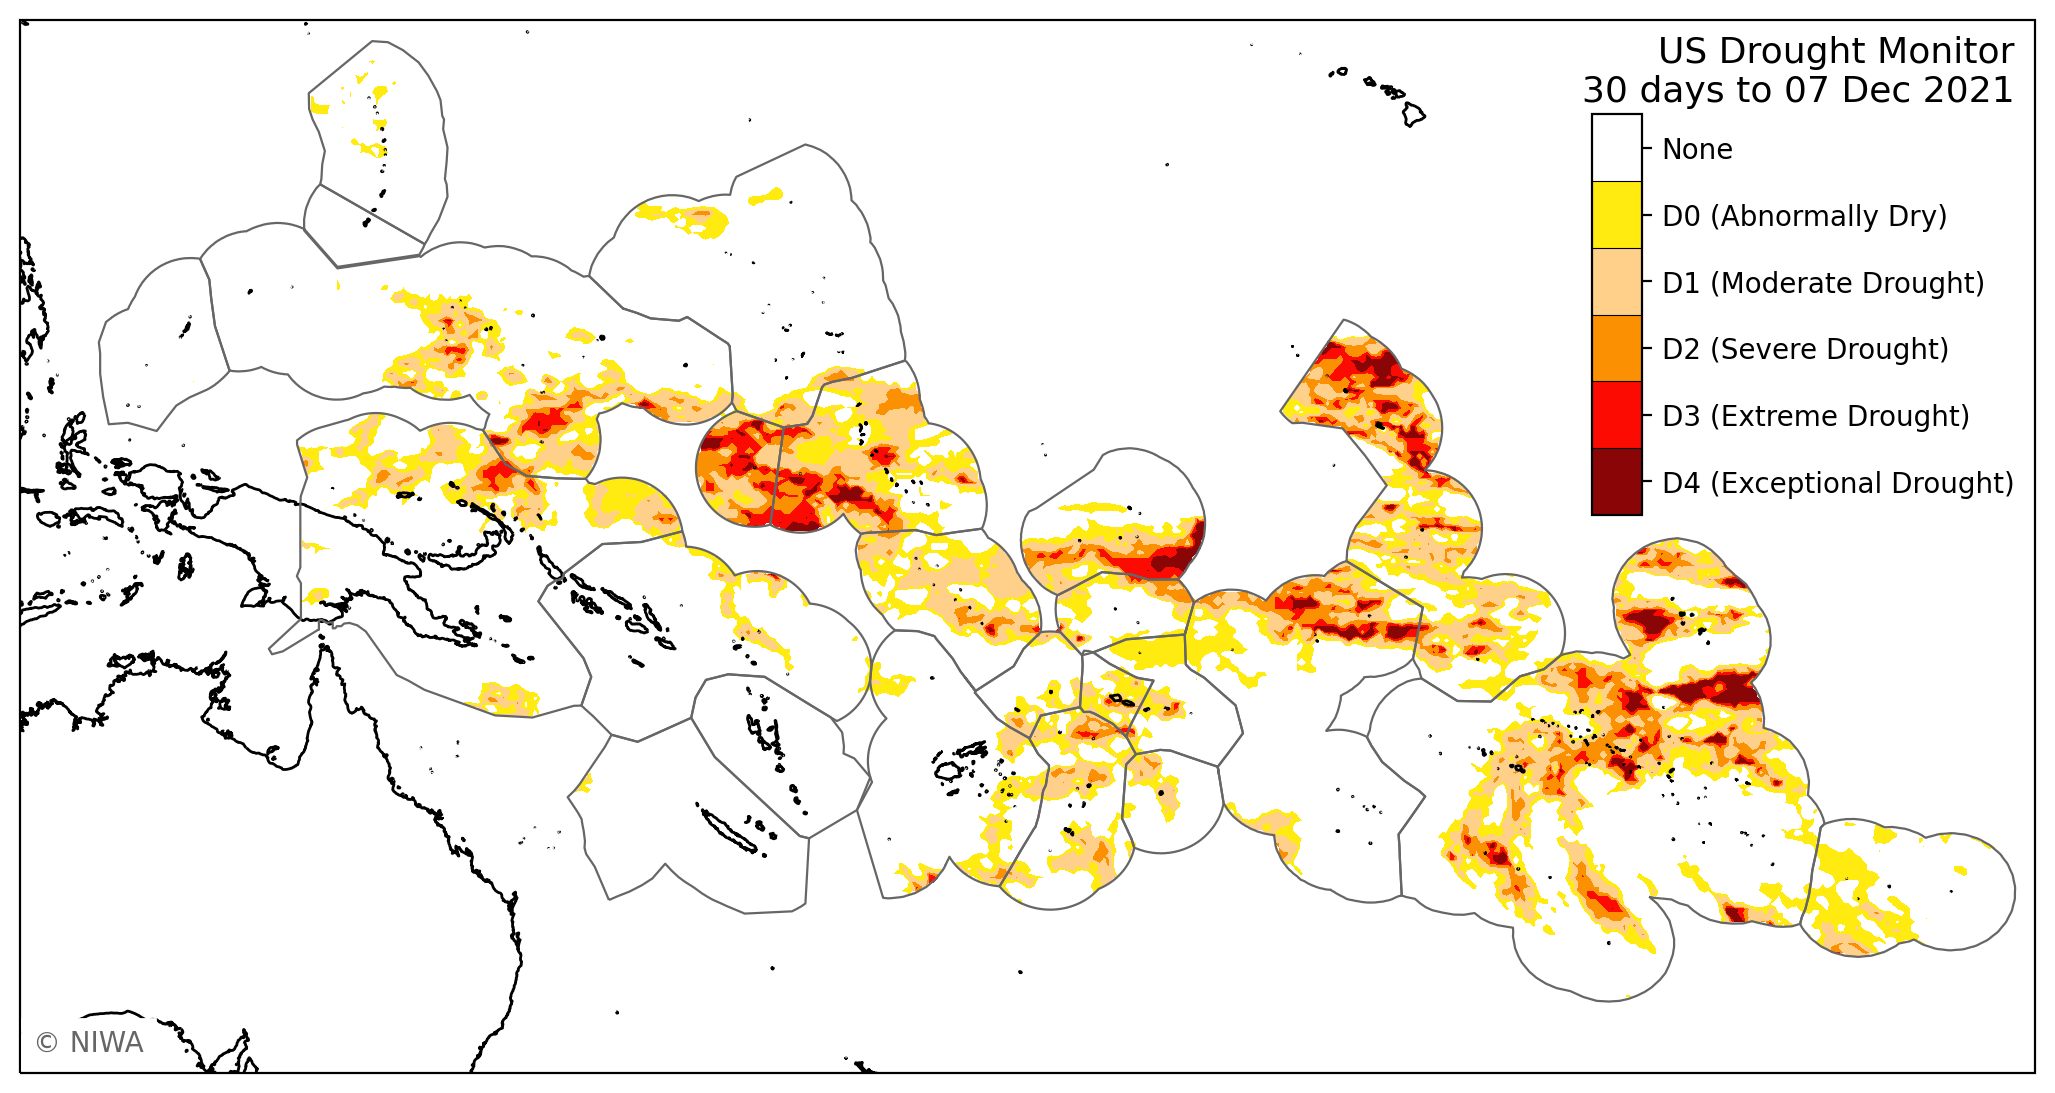 US Drought Monitor
30 days to 07 Dec 2021
None
D0 (Abnormally Dry)
D1 (Moderate Drought)
D2 (Severe Drought)
D3 (Extreme Drought)
D4 (Exceptional Drought)
© NIWA